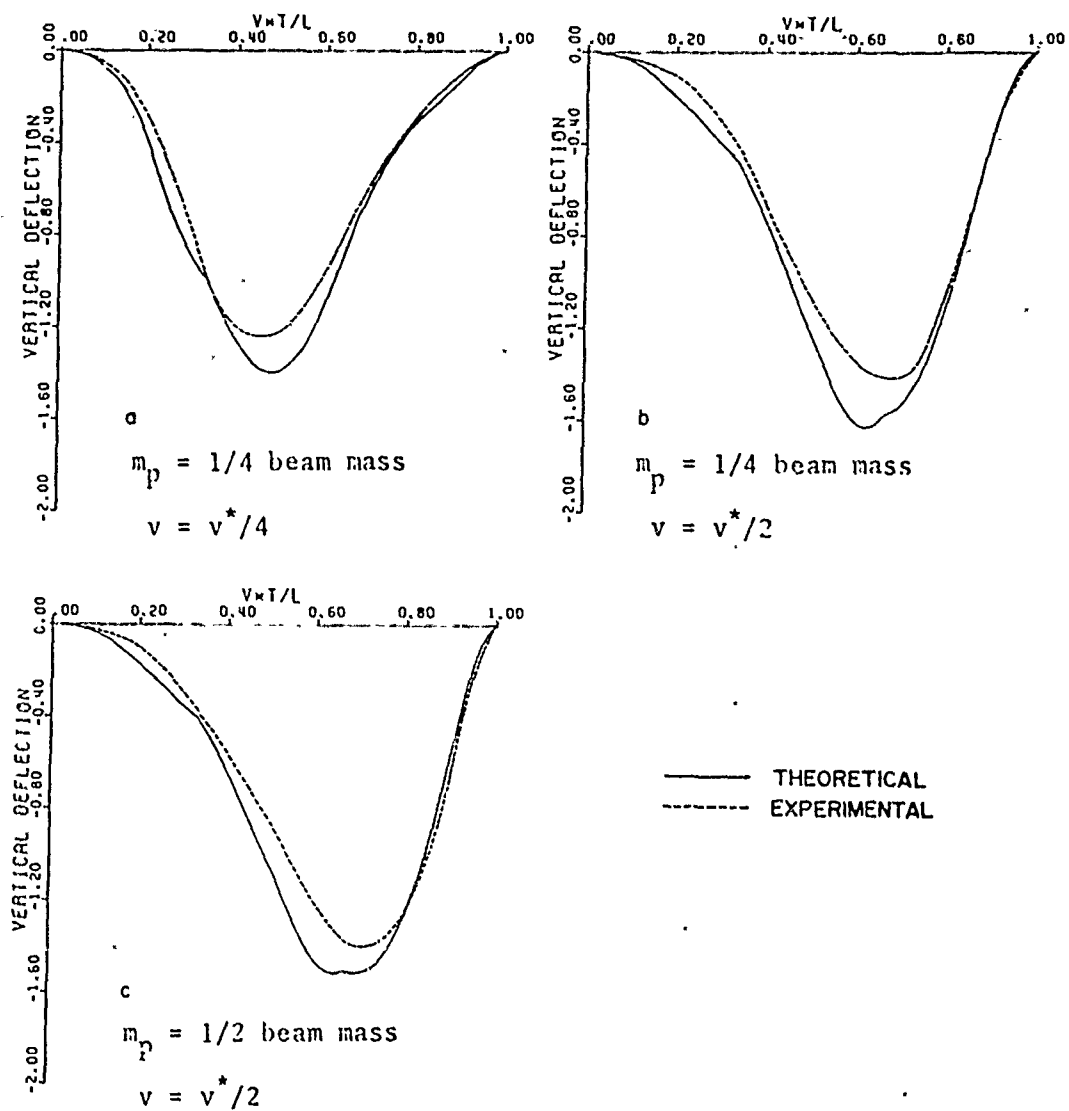 V*T/L
.00 0.20 0.40 0.60 0.80 1.00
VERTICAL DEFLECTION
0.00
-0.40
-0.80
-1.20
-1.60
-2.00
a
m_p = 1/4 beam mass
v = v*/4
V*T/L
.00 0.20 0.40 0.60 0.80 1.00
VERTICAL DEFLECTION
0.00
-0.40
-0.80
-1.20
-1.60
-2.00
b
m_p = 1/4 beam mass
v = v*/2
V*T/L
.00 0.20 0.40 0.60 0.80 1.00
VERTICAL DEFLECTION
0.00
-0.40
-0.80
-1.20
-1.60
-2.00
c
m_p = 1/2 beam mass
v = v*/2
THEORETICAL
EXPERIMENTAL